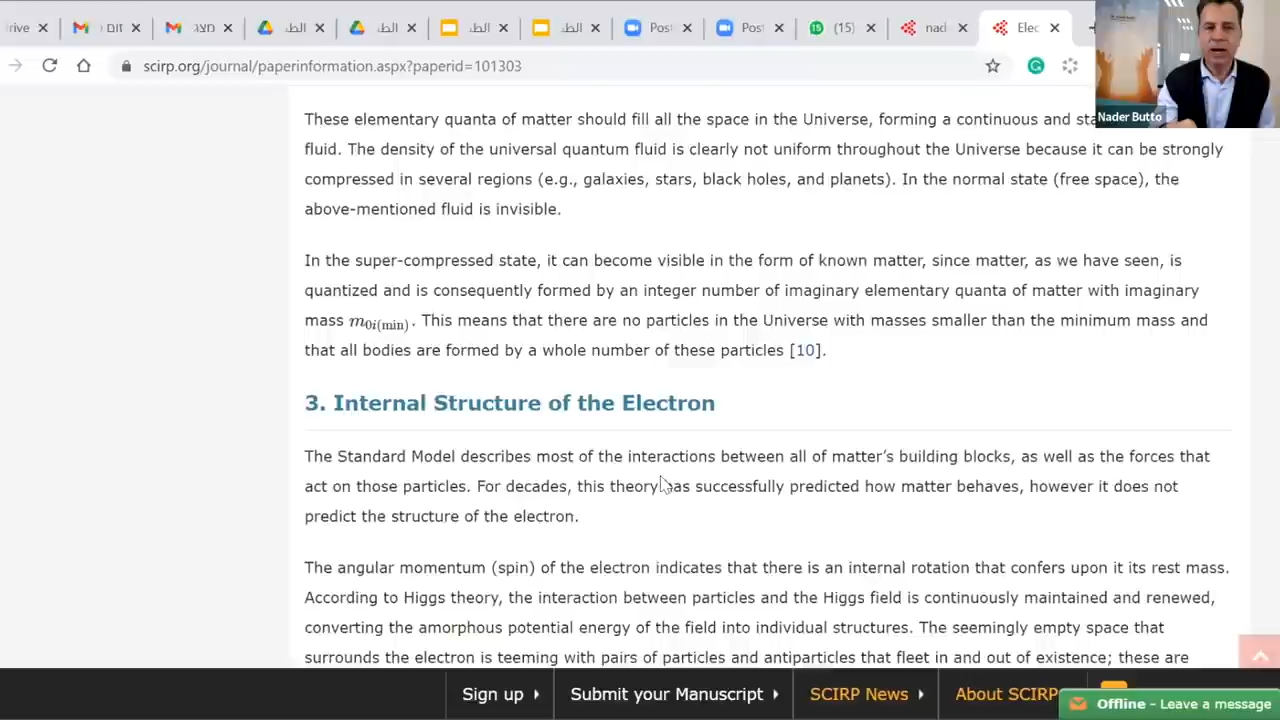 rive
הדוח
מצג
الط
الط
الط
الط
Post
Pos
(15)
nad
Elec
scirp.org/journal/paperinformation.aspx?paperid=101303
Nader Butto
These elementary quanta of matter should fill all the space in the Universe, forming a continuous and
fluid. The density of the universal quantum fluid is clearly not uniform throughout the Universe because it can be strongly
compressed in several regions (e.g., galaxies, stars, black holes, and planets). In the normal state (free space), the
above-mentioned fluid is invisible.
In the super-compressed state, it can become visible in the form of known matter, since matter, as we have seen, is
quantized and is consequently formed by an integer number of imaginary elementary quanta of matter with imaginary
mass m0i(min). This means that there are no particles in the Universe with masses smaller than the minimum mass and
that all bodies are formed by a whole number of these particles [10].
3. Internal Structure of the Electron
The Standard Model describes most of the interactions between all of matter's building blocks, as well as the forces that
act on those particles. For decades, this theory has successfully predicted how matter behaves, however it does not
predict the structure of the electron.
The angular momentum (spin) of the electron indicates that there is an internal rotation that confers upon it its rest mass.
According to Higgs theory, the interaction between particles and the Higgs field is continuously maintained and renewed,
converting the amorphous potential energy of the field into individual structures. The seemingly empty space that
surrounds the electron is teeming with pairs of particles and antiparticles that fleet in and out of existence; these are
Sign up
Submit your Manuscript
SCIRP News
About SCIRP
Offline - Leave a message